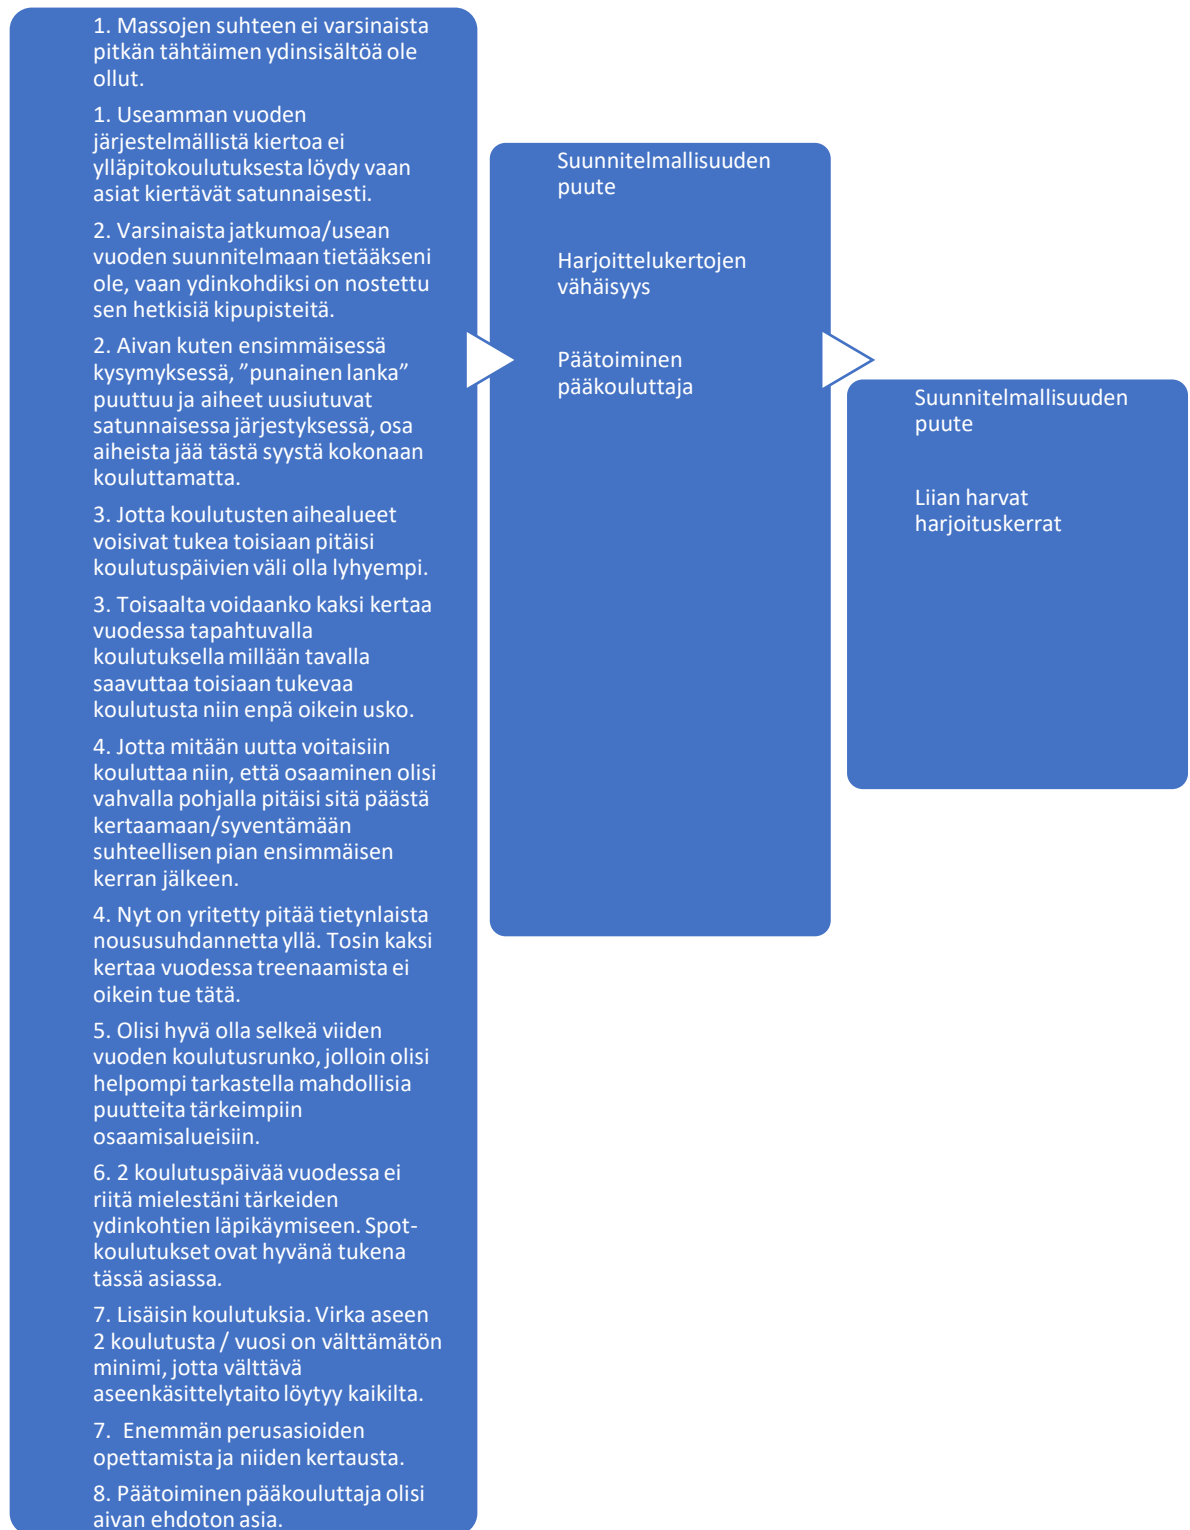 1. Massojen suhteen ei varsinaista
pitkän tähtäimen ydinsisältöä ole
ollut.
1. Useamman vuoden
järjestelmällistä kiertoa ei
ylläpitokoulutuksesta löydy vaan
asiat kiertävät satunnaisesti.
2. Varsinaista jatkumoa/usean
vuoden suunnitelmaan tietääkseni
ole, vaan ydinkohdiksi on nostettu
sen hetkisiä kipupisteitä.
2. Aivan kuten ensimmäisessä
kysymyksessä, ”punainen lanka”
puuttuu ja aiheet uusiutuvat
satunnaisessa järjestyksessä, osa
aiheista jää tästä syystä kokonaan
kouluttamatta.
3. Jotta koulutusten aihealueet
voisivat tukea toisiaan pitäisi
koulutuspäivien väli olla lyhyempi.
3. Toisaalta voidaanko kaksi kertaa
vuodessa tapahtuvalla
koulutuksella millään tavalla
saavuttaa toisiaan tukevaa
koulutusta niin enpä oikein usko.
4. Jotta mitään uutta voitaisiin
kouluttaa niin, että osaaminen olisi
vahvalla pohjalla pitäisi sitä päästä
kertaamaan/syventämään
suhteellisen pian ensimmäisen
kerran jälkeen.
4. Nyt on yritetty pitää tietynlaista
noususuhdannetta yllä. Tosin kaksi
kertaa vuodessa treenaamista ei
oikein tue tätä.
5. Olisi hyvä olla selkeä viiden
vuoden koulutusrunko, jolloin olisi
helpompi tarkastella mahdollisia
puutteita tärkeimpiin
osaamisalueisiin.
6. 2 koulutuspäivää vuodessa ei
riitä mielestäni tärkeiden
ydinkohtien läpikäymiseen. Spot-
koulutukset ovat hyvänä tukena
tässä asiassa.
7. Lisäisin koulutuksia. Virka aseen
2 koulutusta / vuosi on välttämätön
minimi, jotta välttävä
aseenkäsittelytaito löytyy kaikilta.
7. Enemmän perusasioiden
opettamista ja niiden kertausta.
8. Päätoiminen pääkouluttaja olisi
aivan ehdoton asia.
Suunnitelmallisuuden
puute
Harjoittelukertojen
vähäisyys
Päätoiminen
pääkouluttaja
Suunnitelmallisuuden
puute
Liian harvat
harjoituskerrat